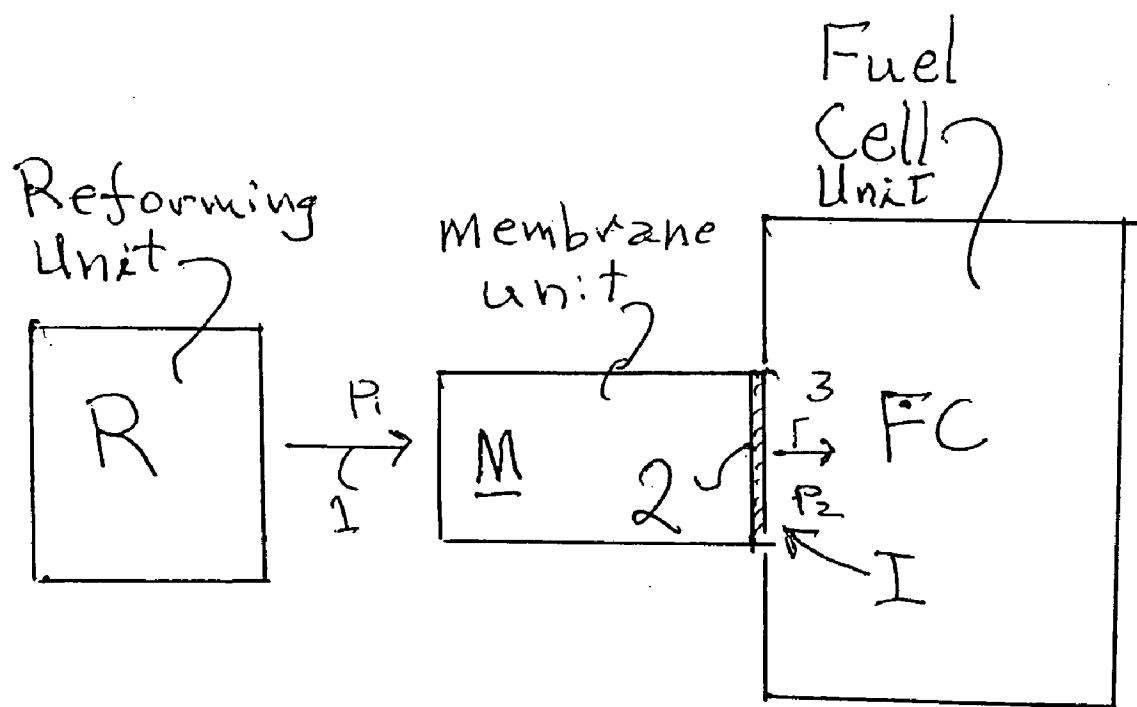 Fuel
Cell
Unit
Reforming
Unit
Membrane
unit
R
P1
1
M
2
3
P2
FC
I